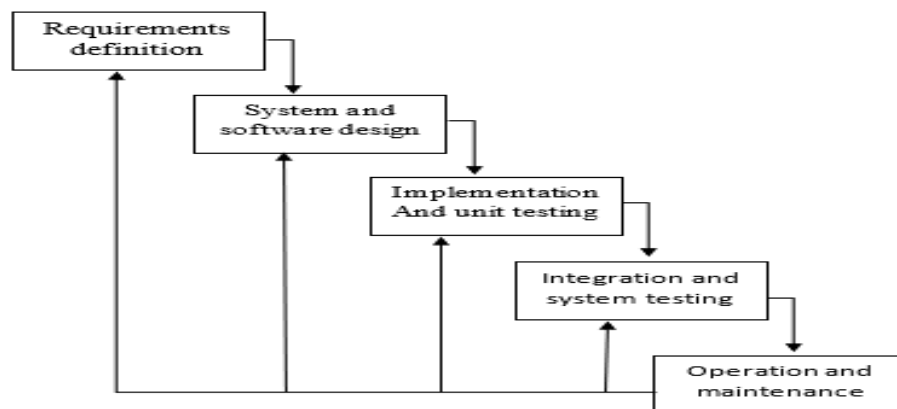 Requirements
definition
System and
software design
Implementation
And unit testing
Integration and
system testing
Operation and
maintenance